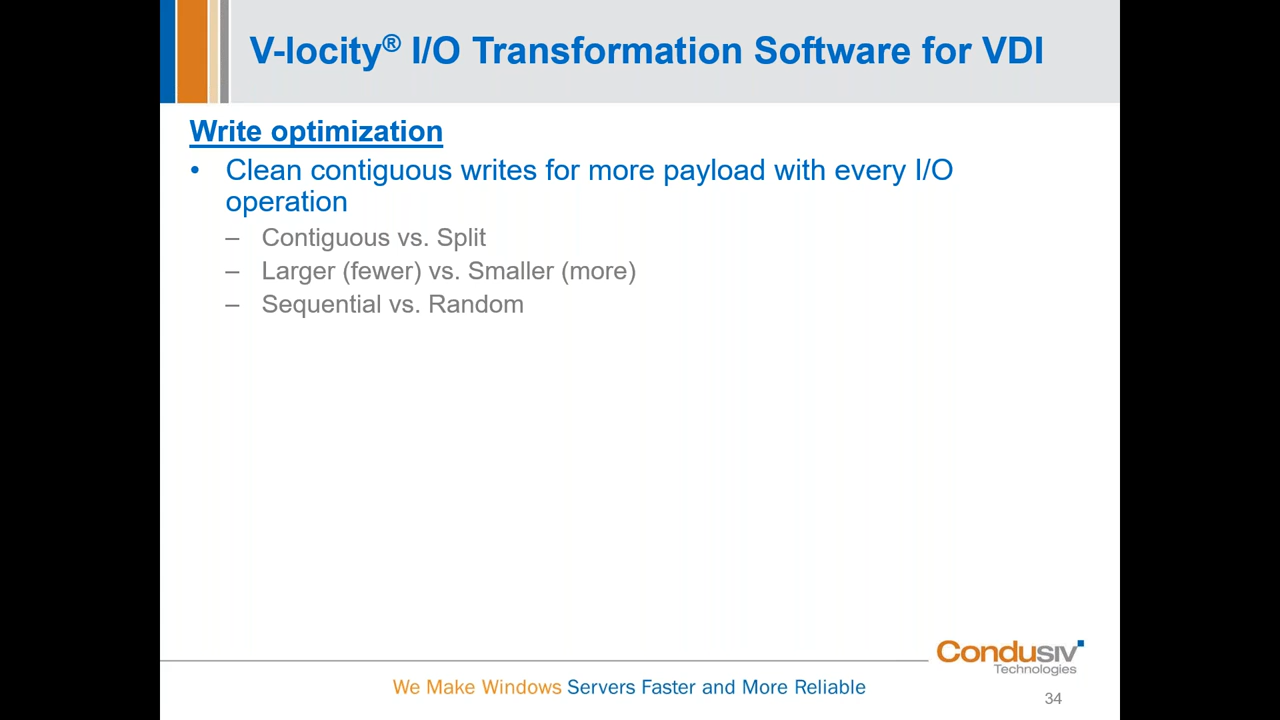 V-locity® I/O Transformation Software for VDI
Write optimization
• Clean contiguous writes for more payload with every I/O
operation
– Contiguous vs. Split
– Larger (fewer) vs. Smaller (more)
– Sequential vs. Random
Condusiv
Technologies
We Make Windows Servers Faster and More Reliable
34